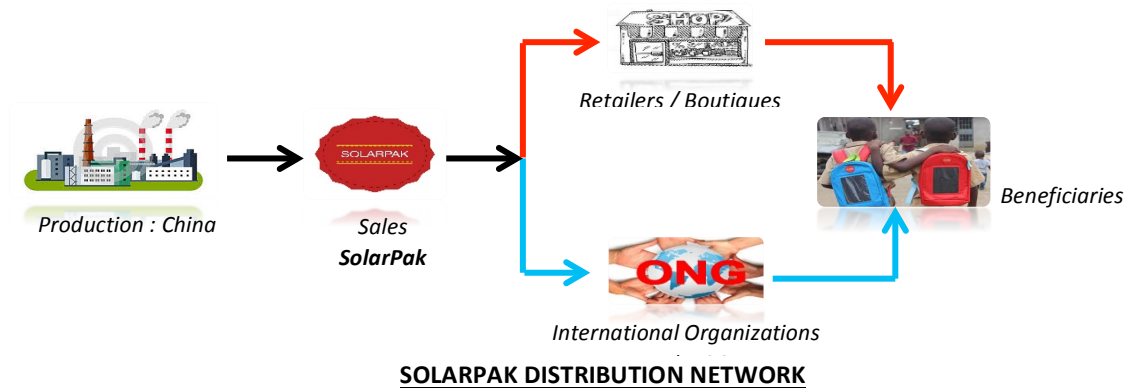 SHOP
Retailers / Boutiques
SOLARPAK
Production : China
Sales
SolarPak
Beneficiaries
ONG
International Organizations
SOLARPAK DISTRIBUTION NETWORK